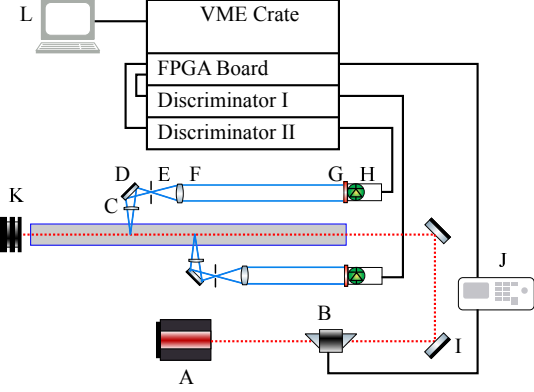 L
VME Crate
FPGA Board
Discriminator I
Discriminator II
D E F G H
K
C
J
B
I
A